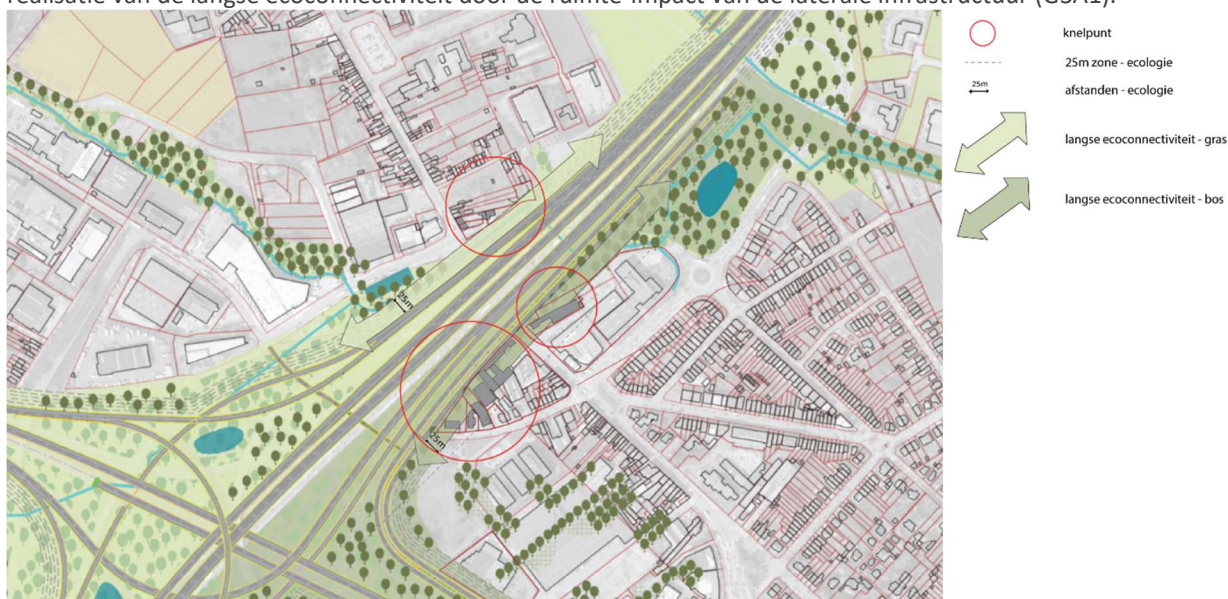 realisatie van de langse ecoconnectiviteit door de ruimte-impact van de laterale infrastructuur (GSA1).
knelpunt
25m zone - ecologie
25m
afstanden - ecologie
langse ecoconnectiviteit - gras
langse ecoconnectiviteit - bos
25m
25m